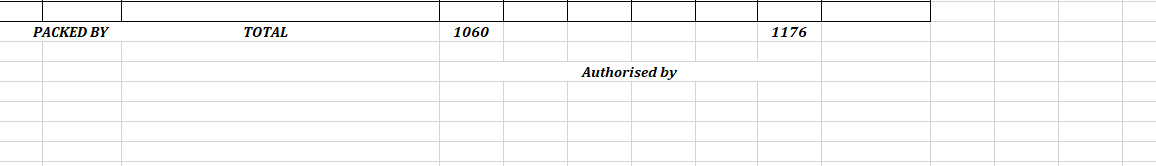 PACKED BY TOTAL 1060 1176
Authorised by